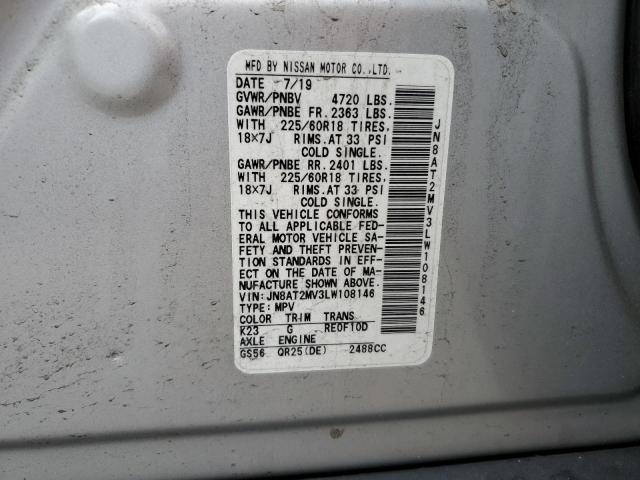 MFD BY NISSAN MOTOR CO.,LTD.
DATE 7/19
GVWR/PNBV 4720 LBS.
GAWR/PNBE FR.2363 LBS.
WITH 225/60R18 TIRES,
18×7J RIMS.AT 33 PSI
COLD SINGLE.
GAWR/PNBE RR.2401 LBS.
WITH 225/60R18 TIRES,
18×7J RIMS.AT 33 PSI
COLD SINGLE.
THIS VEHICLE CONFORMS
TO ALL APPLICABLE FED-
ERAL MOTOR VEHICLE SA-
FETY AND THEFT PREVEN-
TION STANDARDS IN EFF-
ECT ON THE DATE OF MA-
NUFACTURE SHOWN ABOVE.
VIN:JN8AT2MV3LW108146
TYPE:MPV
COLOR TRIM TRANS
K23 G RE0F10D
AXLE ENGINE
GS56 QR25(DE) 2488CC
JN8AT2MV3LW108146